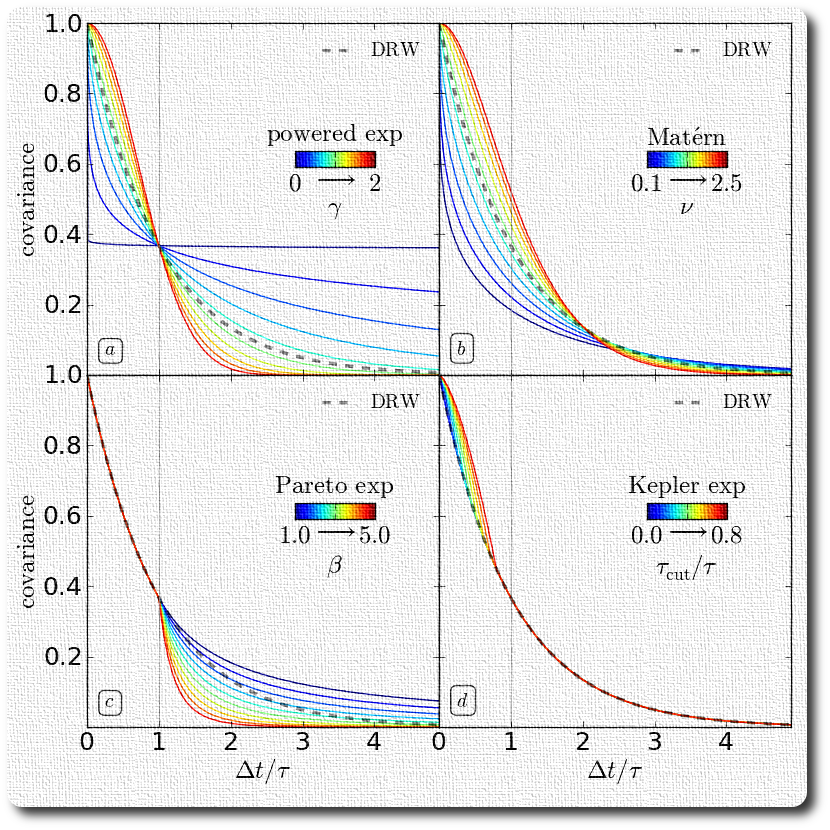 1.0
0.8
0.6
0.4
0.2
covariance
DRW
powered exp
0 → 2
γ
a
DRW
Matérn
0.1 → 2.5
ν
b
1.0
0.8
0.6
0.4
0.2
covariance
DRW
Pareto exp
1.0 → 5.0
β
c
DRW
Kepler exp
0.0 → 0.8
τcut/τ
d
0 1 2 3 4 0 1 2 3 4
Δt/τ Δt/τ